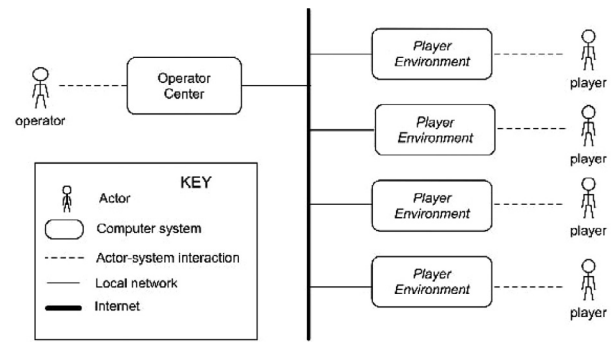 operator
Operator
Center
Player
Environment
player
Player
Environment
player
Player
Environment
player
Player
Environment
player
KEY
Actor
Computer system
Actor-system interaction
Local network
Internet